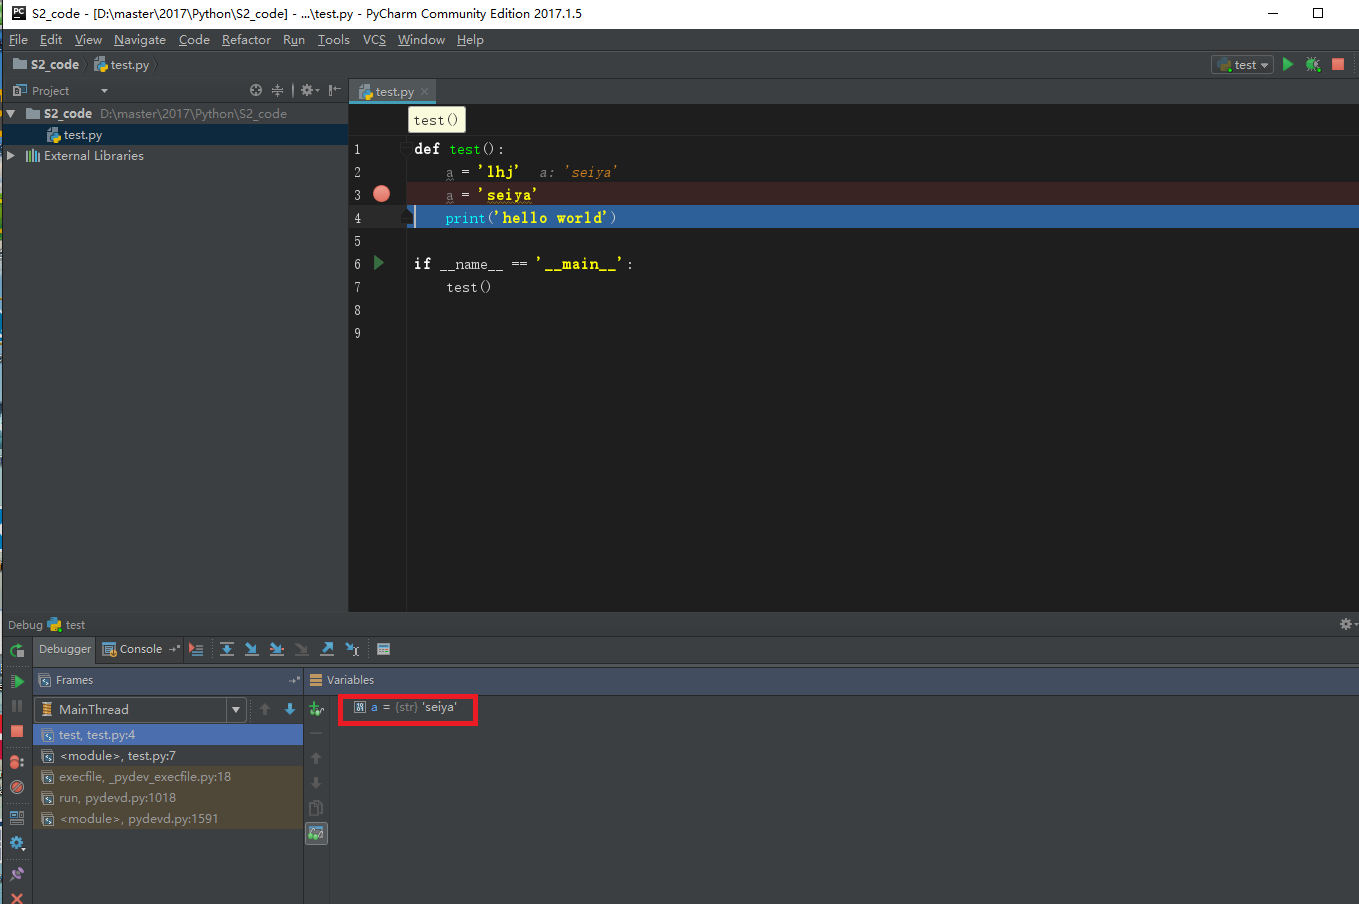 PC S2_code - [D:\master\2017\Python\S2_code] - ...\test.py - PyCharm Community Edition 2017.1.5
File Edit View Navigate Code Refactor Run Tools VCS Window Help
S2_code test.py test
Project test.py
S2_code D:\master\2017\Python\S2_code
test()
test.py
External Libraries
1 def test():
2 a = 'lhj' a: 'seiya'
3 a = 'seiya'
4 print('hello world')
5
6 if __name__ == '__main__':
7 test()
8
9
Debug test
Debugger Console
Frames Variables
MainThread
a = {str} 'seiya'
test, test.py:4
<module>, test.py:7
execfile, _pydev_execfile.py:18
run, pydevd.py:1018
<module>, pydevd.py:1591